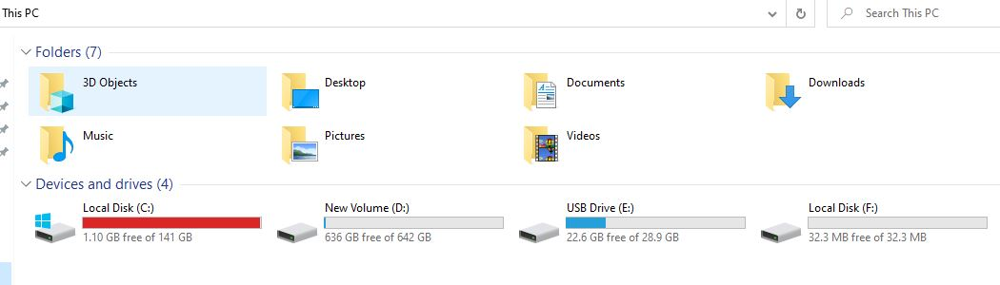 This PC
Search This PC
Folders (7)
3D Objects
Desktop
Documents
Downloads
Music
Pictures
Videos
Devices and drives (4)
Local Disk (C:)
1.10 GB free of 141 GB
New Volume (D:)
636 GB free of 642 GB
USB Drive (E:)
22.6 GB free of 28.9 GB
Local Disk (F:)
32.3 MB free of 32.3 MB